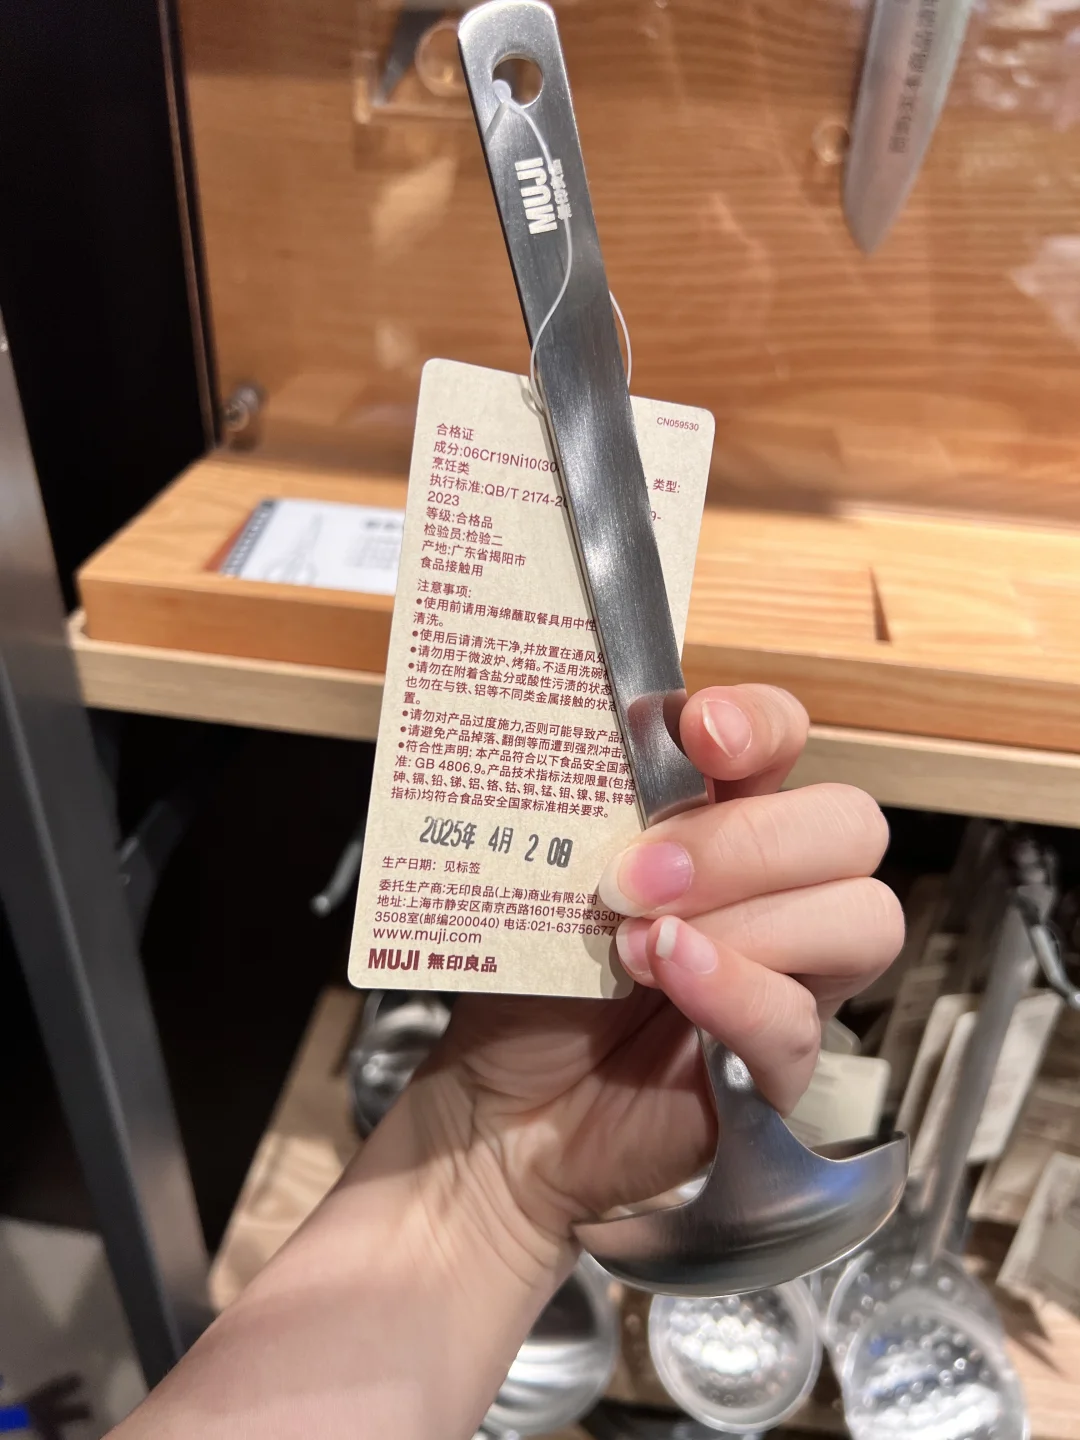 MUJI
無印良品
CN059530
合格证
成分:06Cr19Ni10(30 类型:
烹饪类
执行标准:QB/T 2174-20 9-
2023
等级:合格品
检验员:检验二
产地:广东省揭阳市
食品接触用
注意事项:
●使用前请用海绵蘸取餐具用中性
清洗。
●使用后请清洗干净,并放置在通风处
●请勿用于微波炉、烤箱。不适用洗碗
●请勿在附着含盐分或酸性污渍的状态
也勿在与铁、铝等不同类金属接触的状态
置。
●请勿对产品过度施力,否则可能导致产品
●请避免产品掉落、翻倒等而遭到强烈冲击。
●符合性声明: 本产品符合以下食品安全国家
准: GB 4806.9。产品技术指标法规限量(包括
砷、镉、铅、锑、铝、铬、钴、铜、锰、钼、镍、锡、锌等
指标)均符合食品安全国家标准相关要求。
2025年 4月 2 0日
生产日期: 见标签
委托生产商:无印良品(上海)商业有限公司
地址:上海市静安区南京西路1601号35楼3501-
3508室(邮编200040) 电话:021-63756677
www.muji.com
MUJI 無印良品